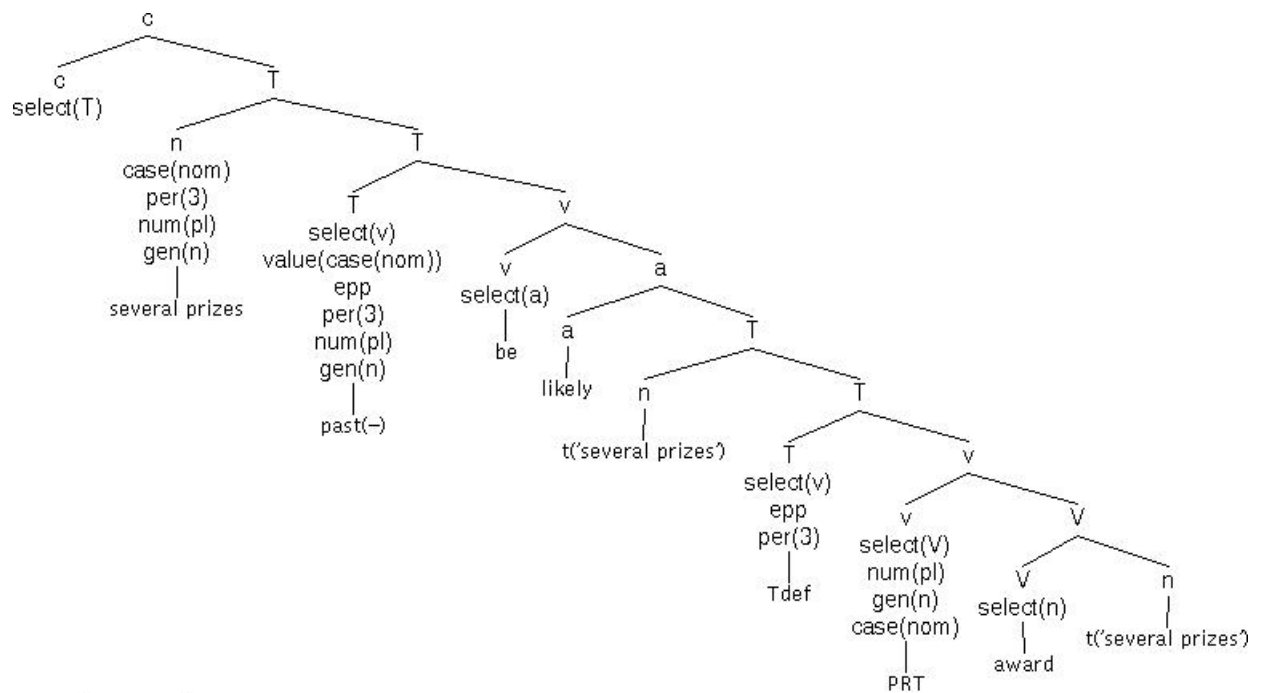 c
c
select(T)
T
n
case(nom)
per(3)
num(pl)
gen(n)
several prizes
T
T
select(v)
value(case(nom))
epp
per(3)
num(pl)
gen(n)
past(-)
v
v
select(a)
be
a
a
likely
T
n
t('several prizes')
T
T
select(v)
epp
per(3)
Tdef
v
v
select(V)
num(pl)
gen(n)
case(nom)
PRT
V
V
select(n)
award
n
t('several prizes')